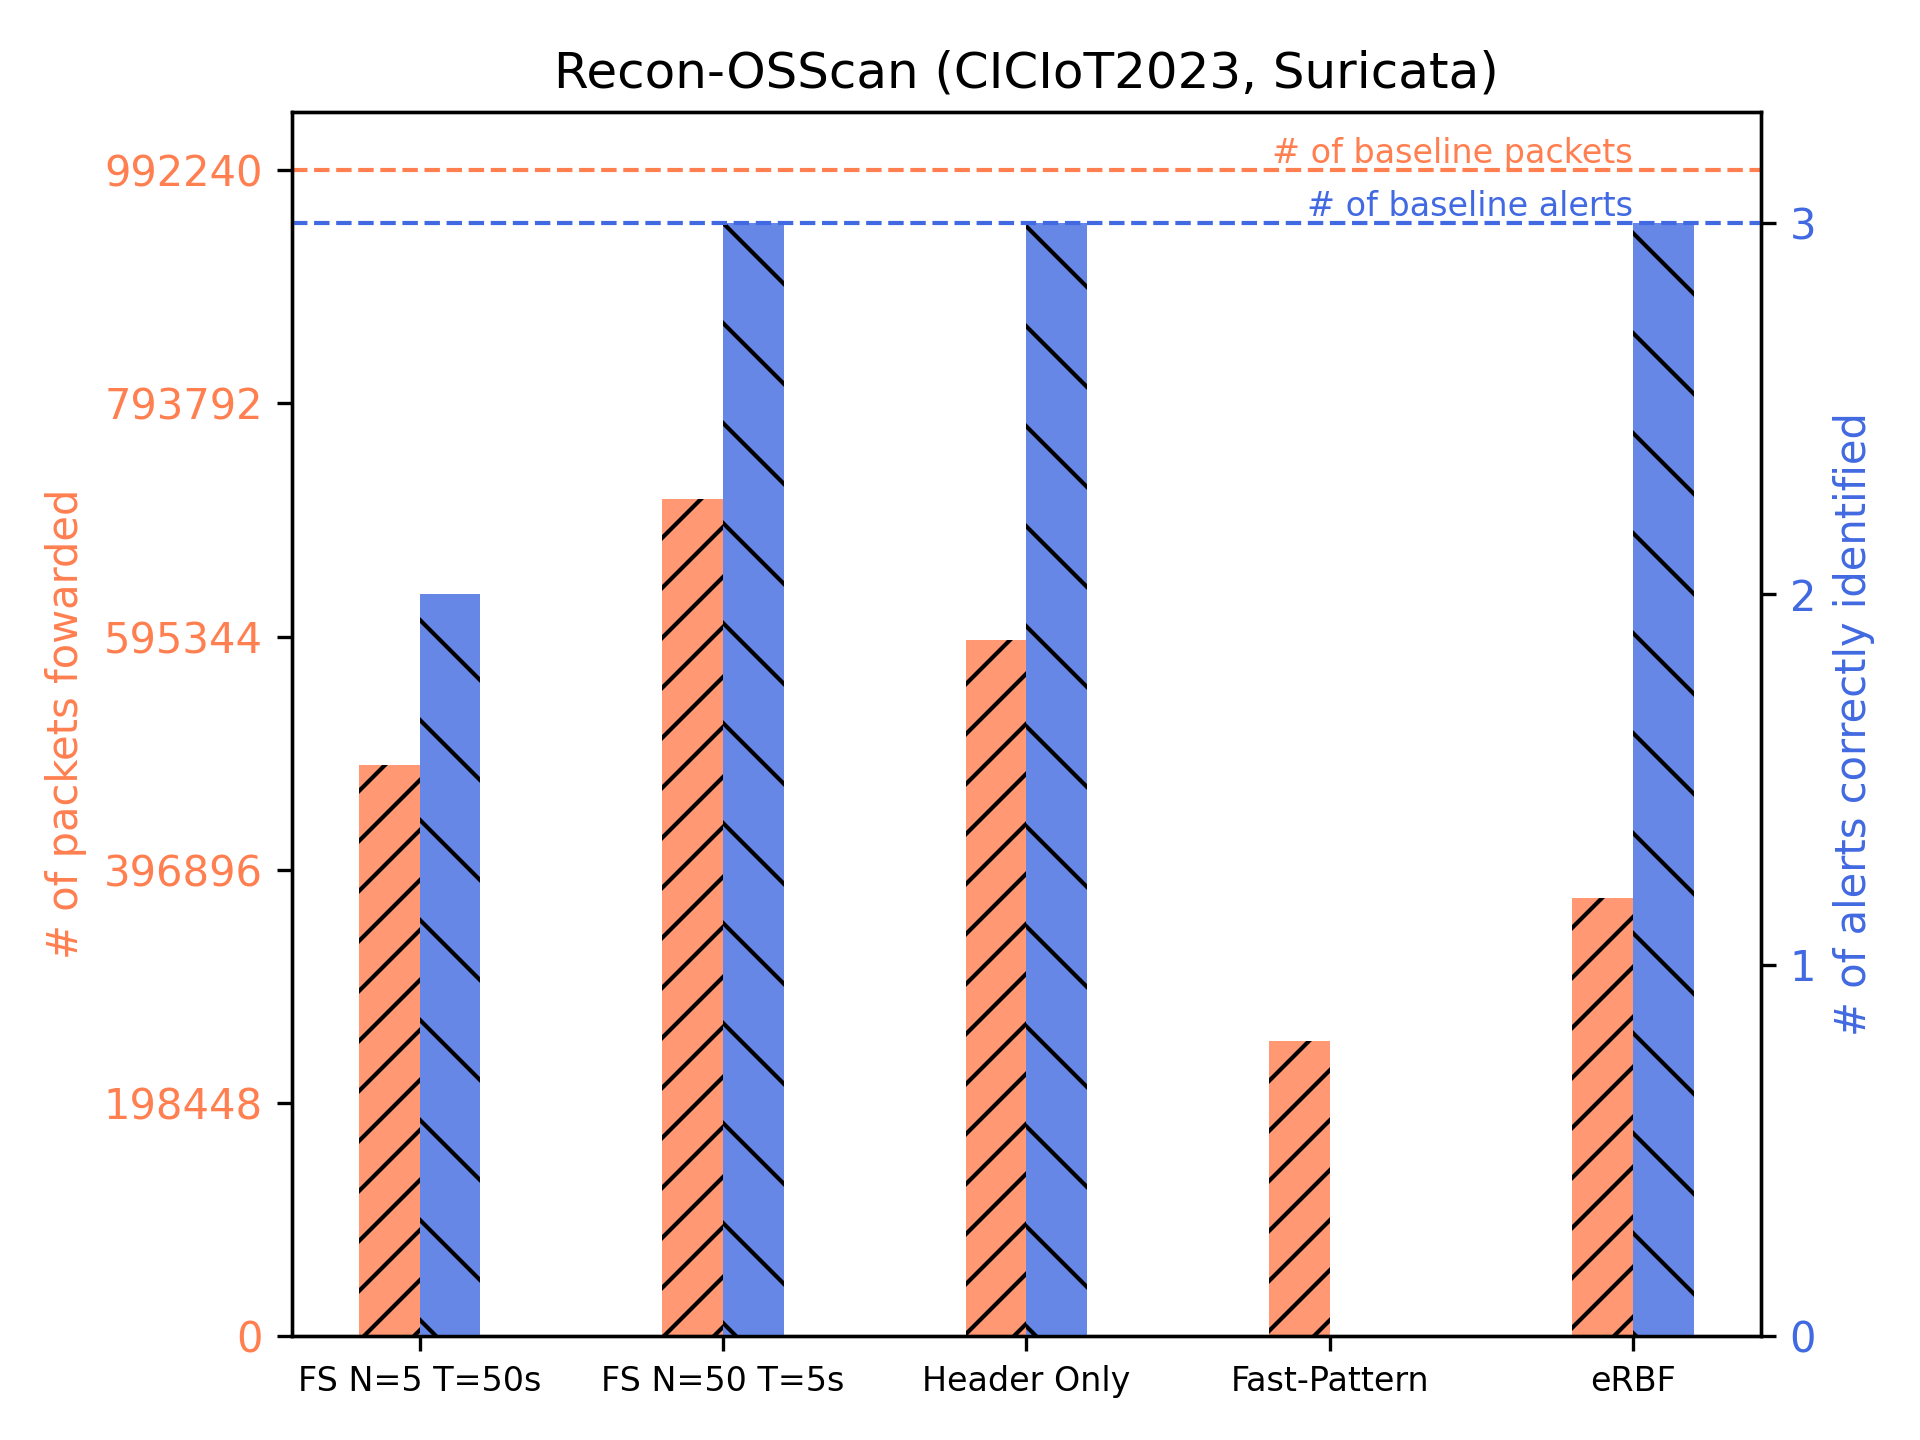 Recon-OSScan (CICIoT2023, Suricata)
# of baseline packets
# of baseline alerts
992240
793792
595344
396896
198448
0
# of packets fowarded
3
2
1
0
# of alerts correctly identified
FS N=5 T=50s
FS N=50 T=5s
Header Only
Fast-Pattern
eRBF